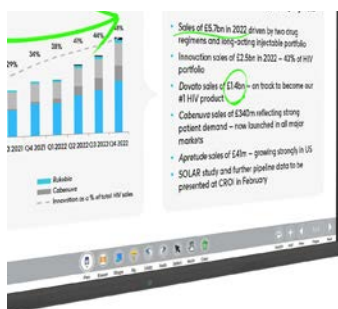 29%
34%
38%
41%
44%
Q3 2021 Q4 2021 Q1 2022 Q2 2022 Q3 2022 Q4 2022
Rukobia
Cabenuva
Innovation as a % of total HIV sales
Sales of £5.7bn in 2022 driven by two drug
regimens and long-acting injectable portfolio
Innovation sales of £2.5bn in 2022 – 43% of HIV
portfolio
Dovato sales of £1.4bn – on track to become our
#1 HIV product
Cabenuva sales of £340m reflecting strong
patient demand – now launched in all major
markets
Apretude sales of £41m – growing strongly in US
SOLAR study and further pipeline data to be
presented at CROI in February